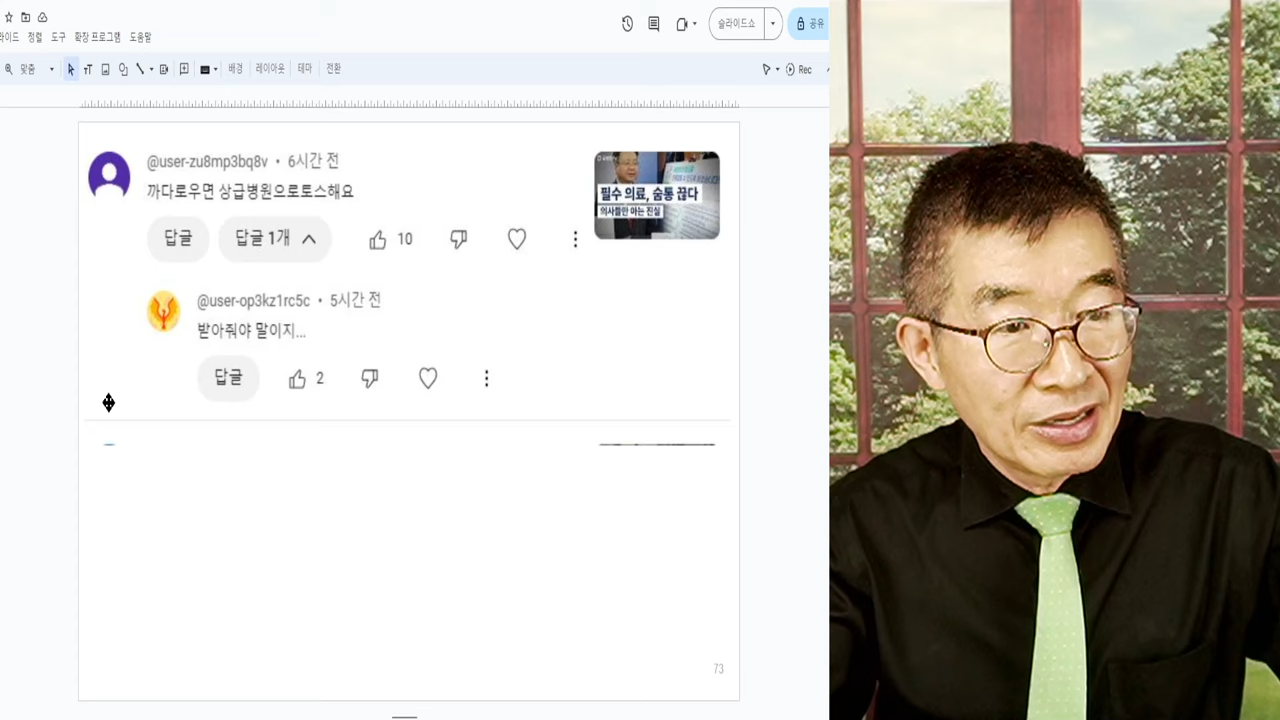 슬라이드쇼
공유
라이드 정렬 도구 확장 프로그램 도움말
맞춤
배경 레이아웃 테마 전환
Rec
@user-zu8mp3bq8v • 6시간 전
까다로우면 상급병원으로토스해요
필수 의료, 숨통 끊다
의사들만 아는 진실
답글 답글 1개 10
@user-op3kz1rc5c • 5시간 전
받아줘야 말이지...
답글 2
73